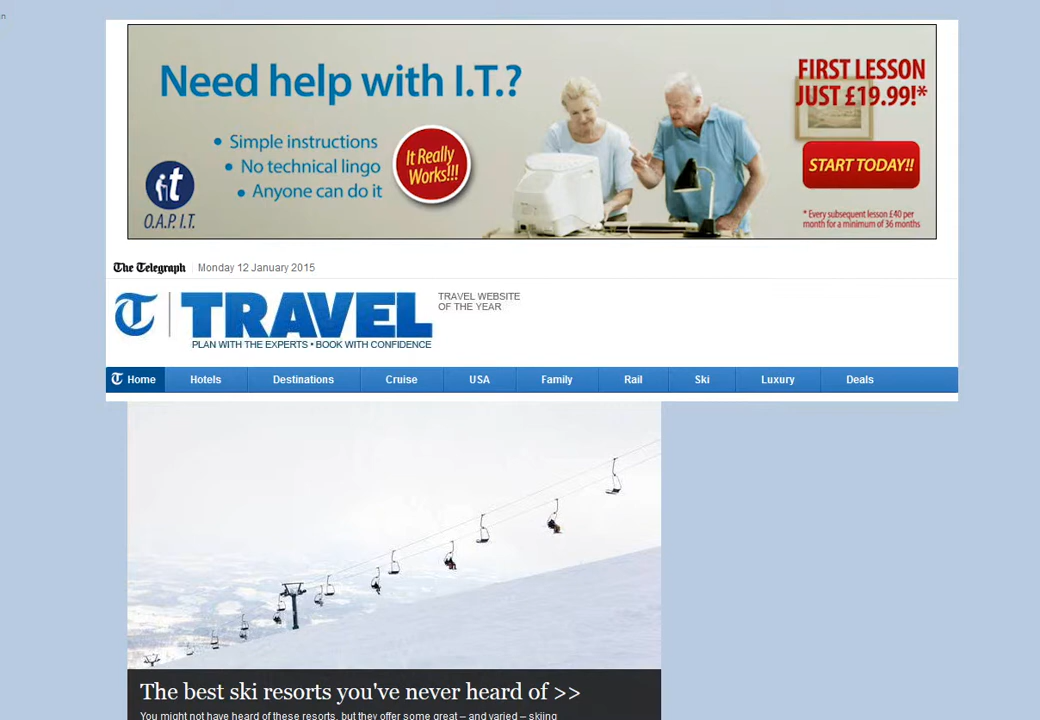 n
Need help with I.T.?
• Simple instructions
• No technical lingo
• Anyone can do it
It Really
Works!!!
it
O.A.P.I.T.
FIRST LESSON
JUST £19.99!*
START TODAY!!
* Every subsequent lesson £40 per
month for a minimum of 36 months
The Telegraph Monday 12 January 2015
T TRAVEL
TRAVEL WEBSITE
OF THE YEAR
PLAN WITH THE EXPERTS • BOOK WITH CONFIDENCE
T Home Hotels Destinations Cruise USA Family Rail Ski Luxury Deals
The best ski resorts you've never heard of >>
You might not have heard of these resorts, but they offer some great – and varied – skiing